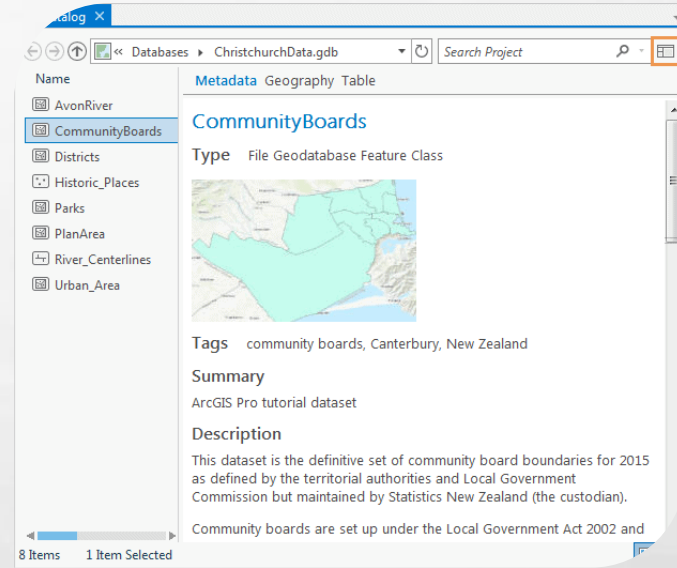 « Databases ▸ ChristchurchData.gdb Search Project
Name
Metadata Geography Table
AvonRiver
CommunityBoards
Districts
Historic_Places
Parks
PlanArea
River_Centerlines
Urban_Area
CommunityBoards
Type File Geodatabase Feature Class
Tags community boards, Canterbury, New Zealand
Summary
ArcGIS Pro tutorial dataset
Description
This dataset is the definitive set of community board boundaries for 2015
as defined by the territorial authorities and Local Government
Commission but maintained by Statistics New Zealand (the custodian).
Community boards are set up under the Local Government Act 2002 and
8 Items 1 Item Selected